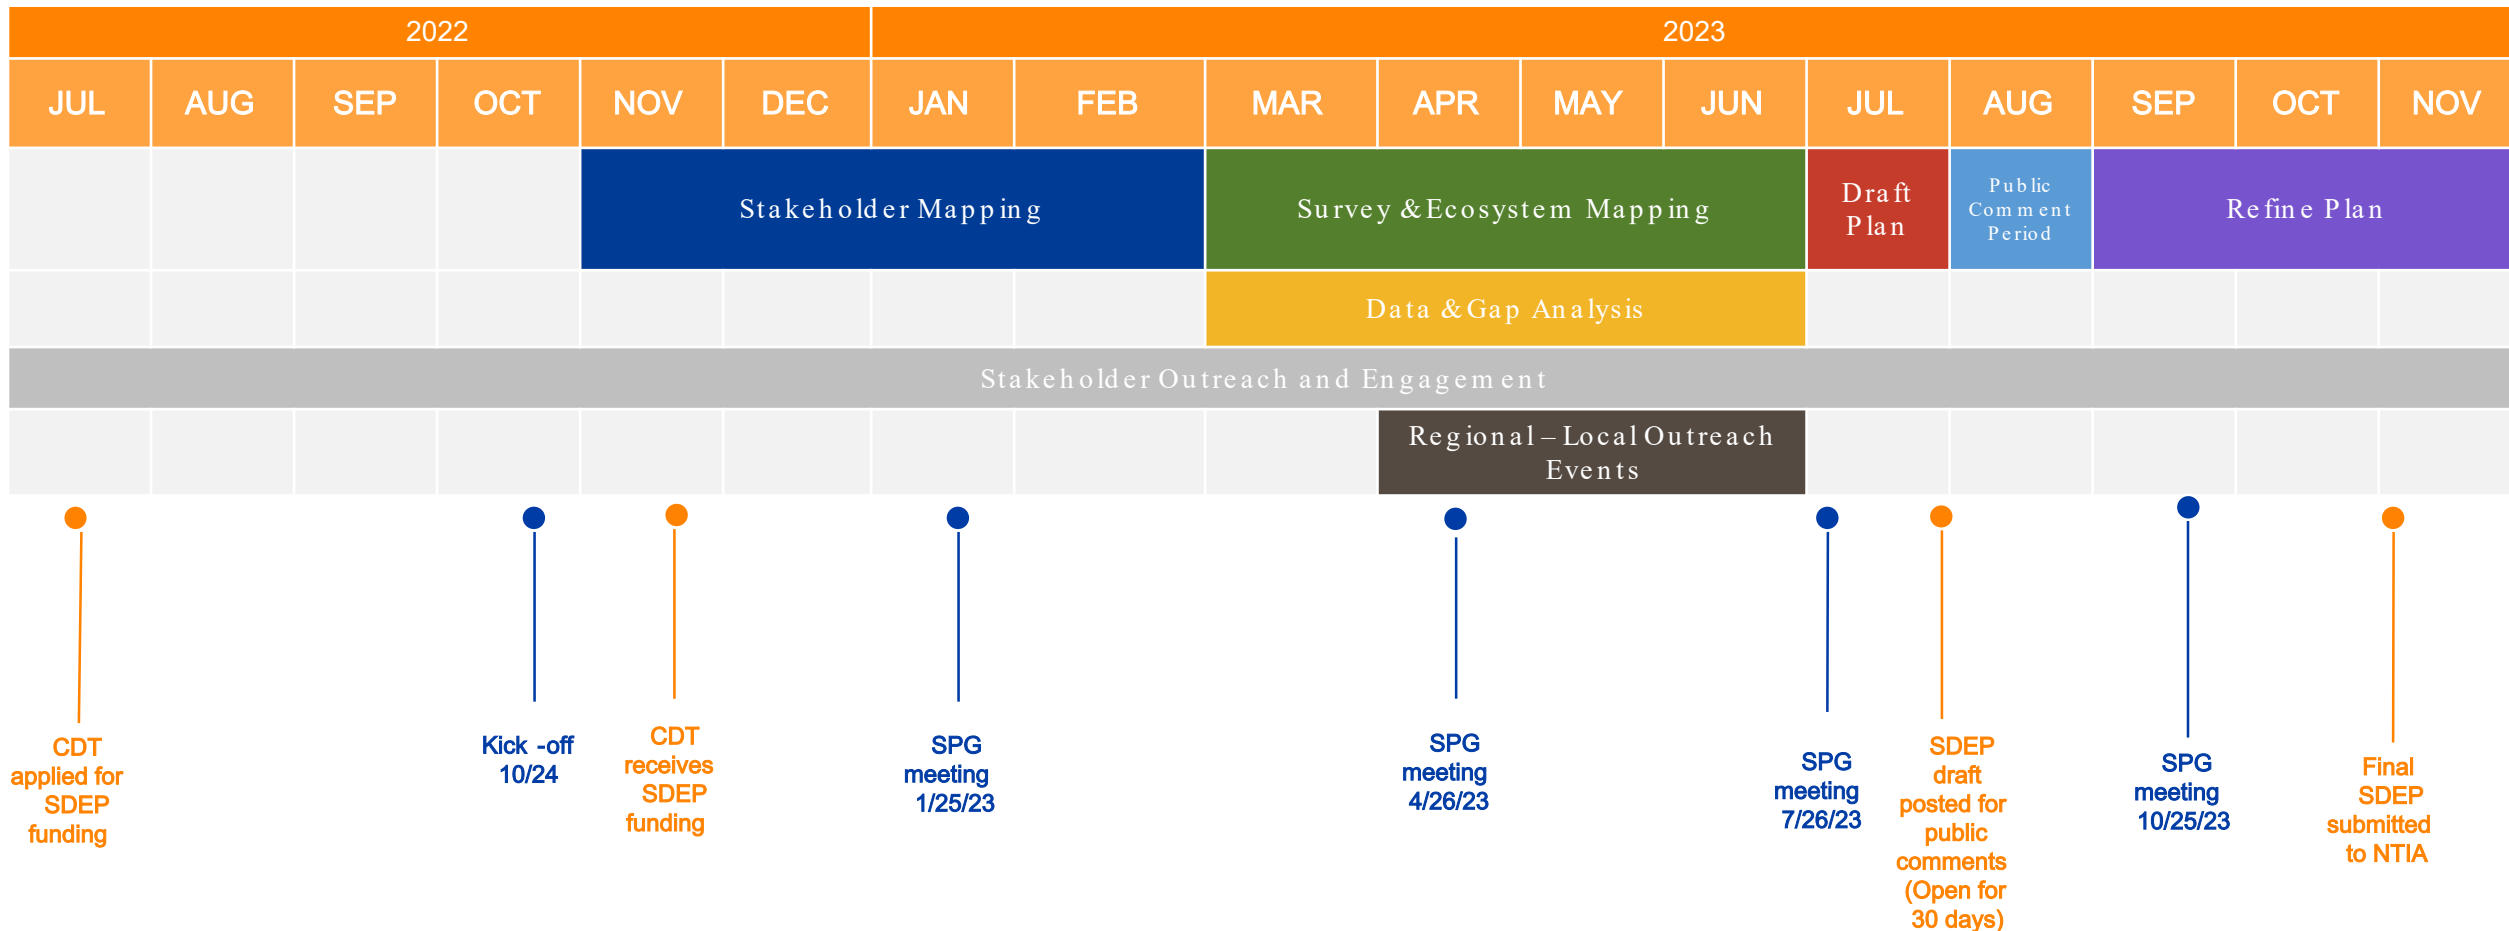 2022
2023
JUL
AUG
SEP
OCT
NOV
DEC
JAN
FEB
MAR
APR
MAY
JUN
JUL
AUG
SEP
OCT
NOV
Stakeholder Mapping
Survey & Ecosystem Mapping
Draft
Plan
Public
Comment
Period
Refine Plan
Data & Gap Analysis
Stakeholder Outreach and Engagement
Regional – Local Outreach
Events
CDT
applied for
SDEP
funding
Kick -off
10/24
CDT
receives
SDEP
funding
SPG
meeting
1/25/23
SPG
meeting
4/26/23
SPG
meeting
7/26/23
SDEP
draft
posted for
public
comments
(Open for
30 days)
SPG
meeting
10/25/23
Final
SDEP
submitted
to NTIA